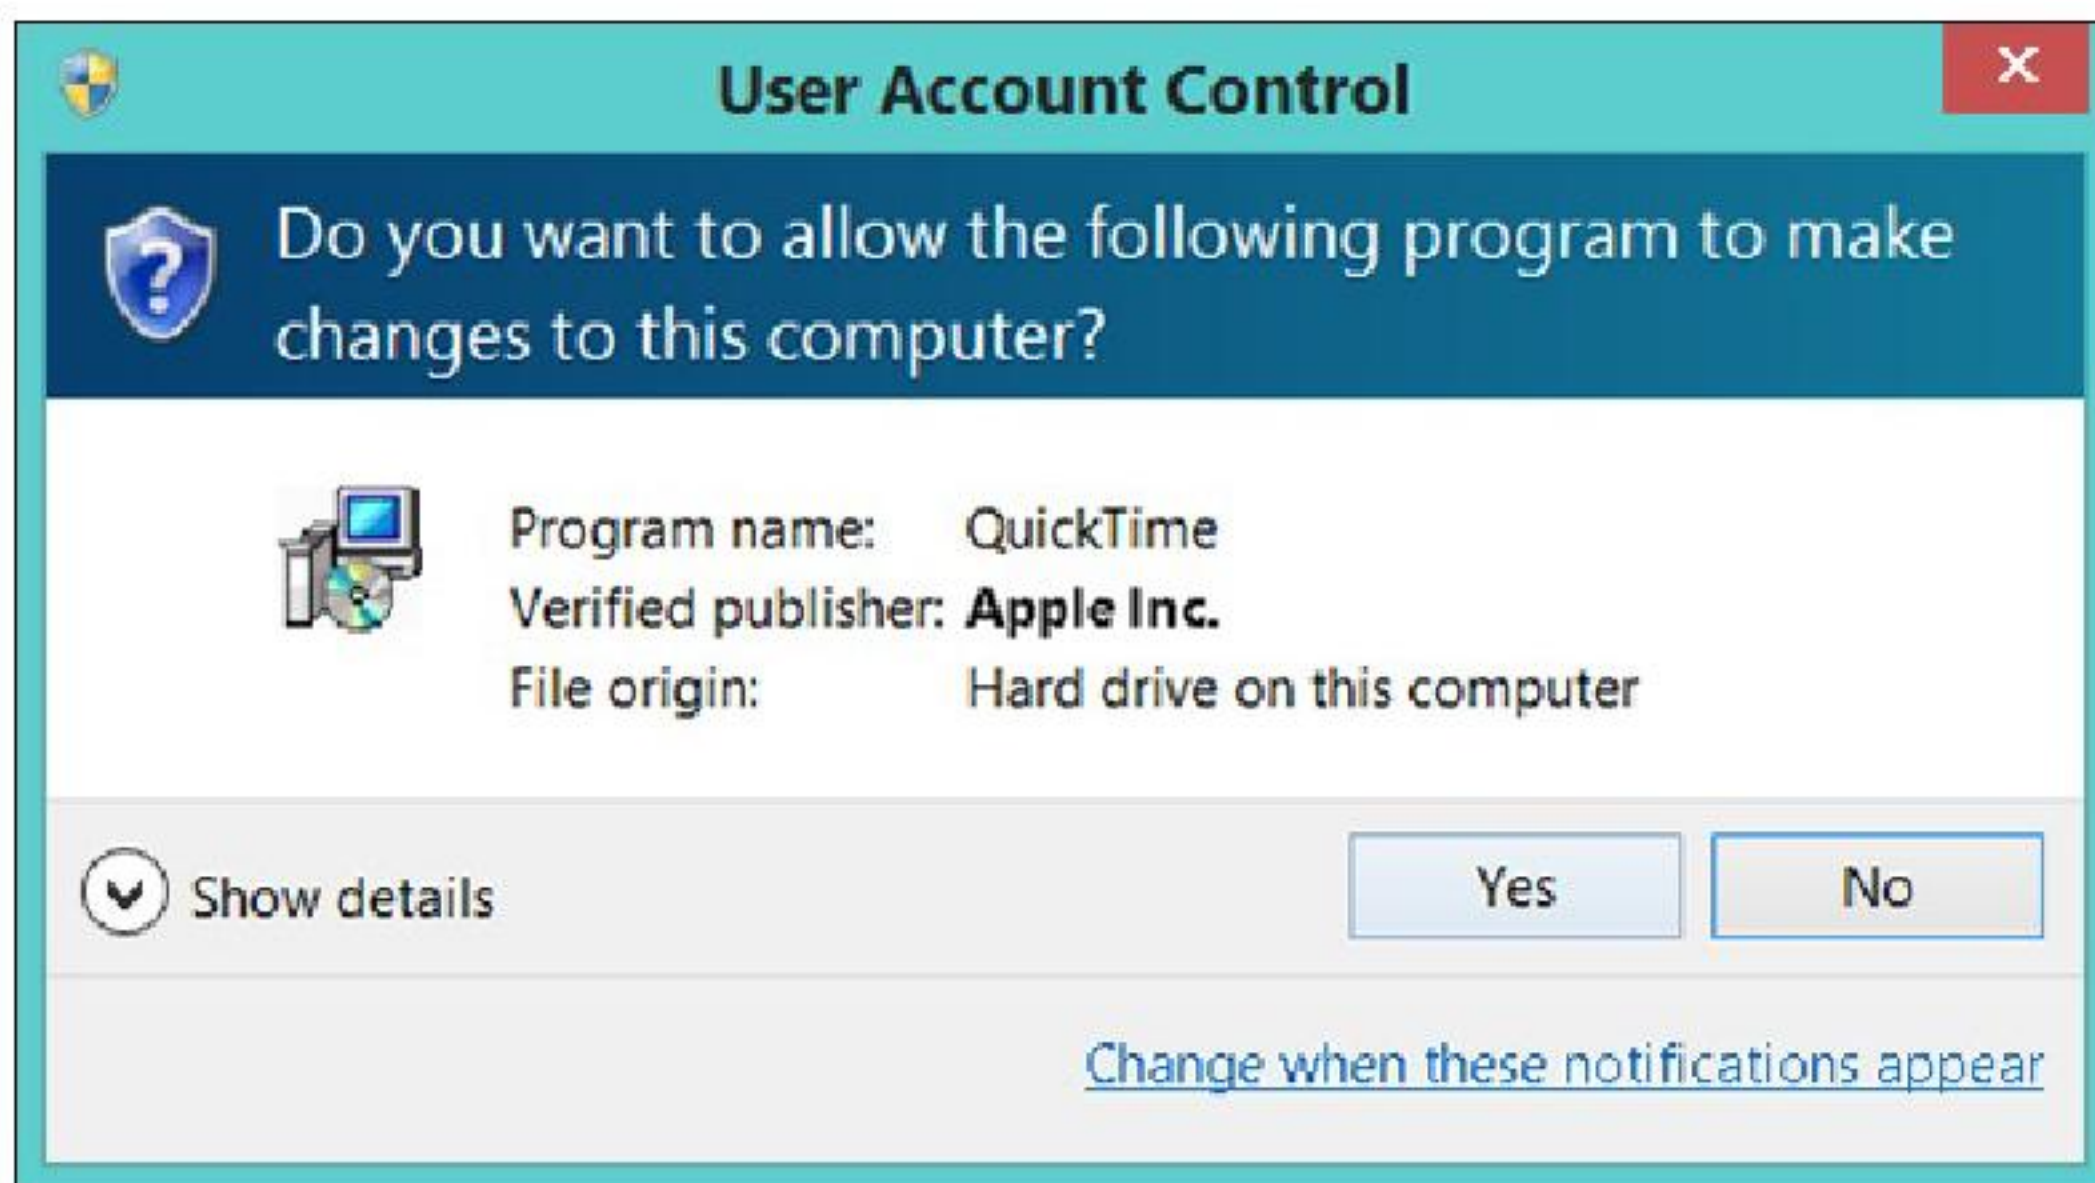 User Account Control
Do you want to allow the following program to make
changes to this computer?
Program name: QuickTime
Verified publisher: Apple Inc.
File origin: Hard drive on this computer
Show details
Yes No
Change when these notifications appear